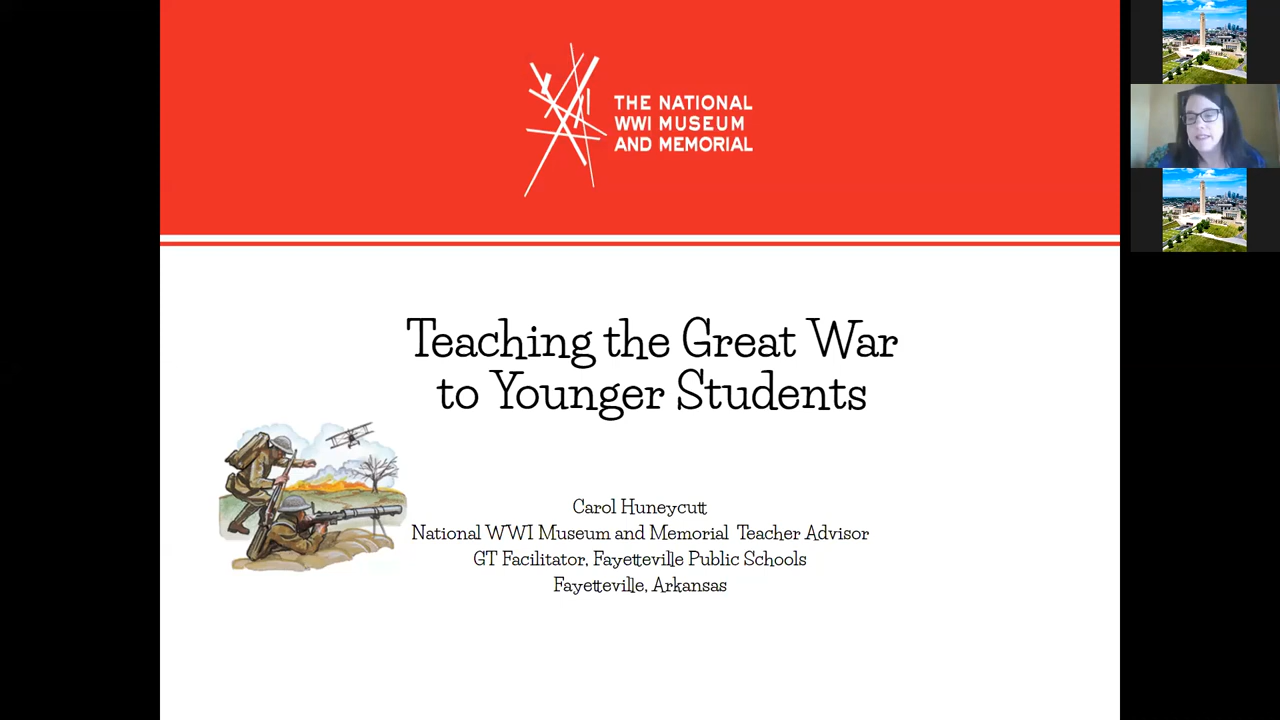 THE NATIONAL
WWI MUSEUM
AND MEMORIAL
Teaching the Great War
to Younger Students
Carol Huneycutt
National WWI Museum and Memorial Teacher Advisor
GT Facilitator, Fayetteville Public Schools
Fayetteville, Arkansas